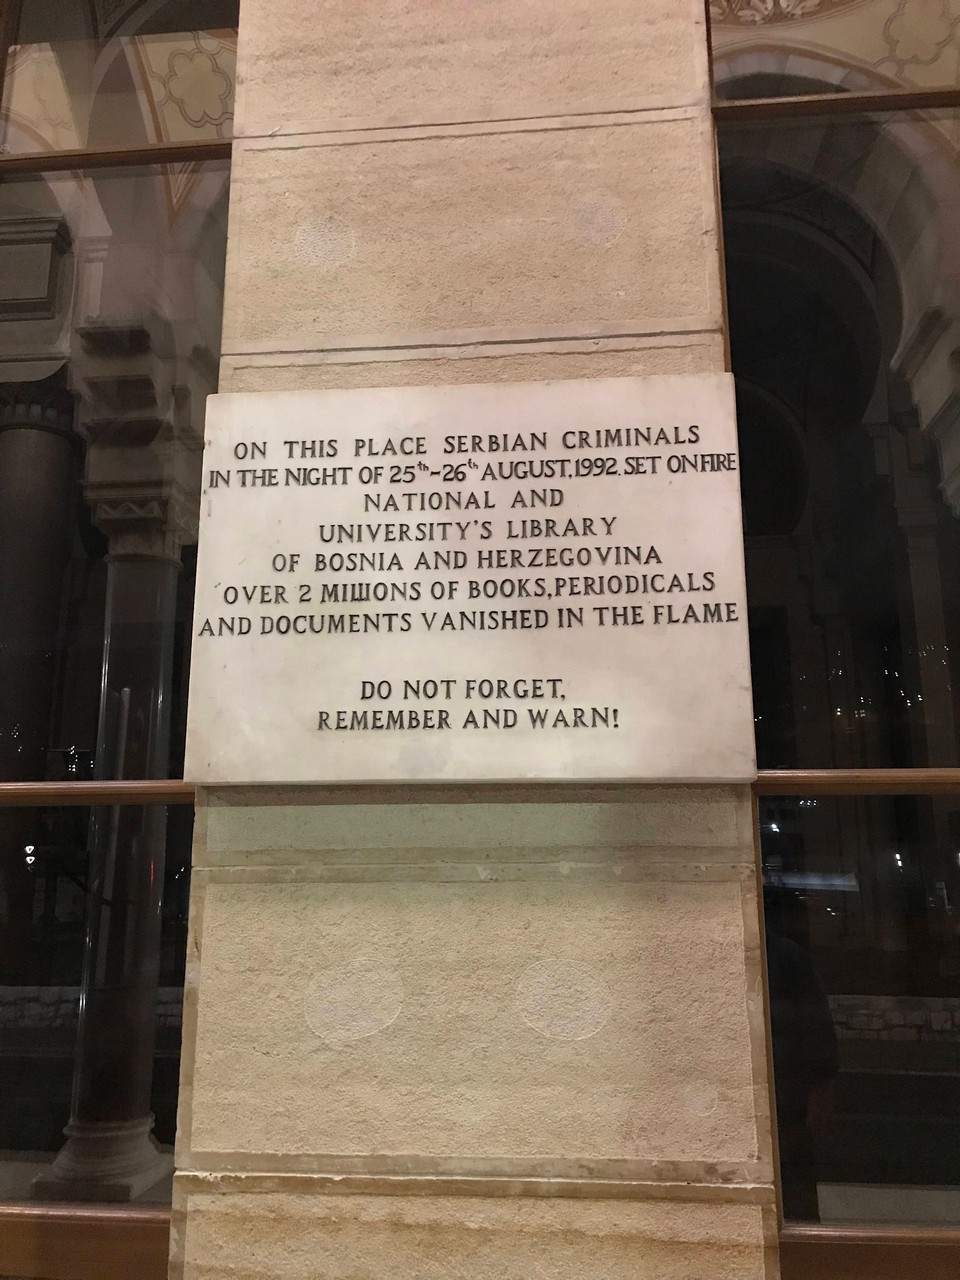 ON THIS PLACE SERBIAN CRIMINALS
IN THE NIGHT OF 25th-26th AUGUST,1992. SET ON FIRE
NATIONAL AND
UNIVERSITY'S LIBRARY
OF BOSNIA AND HERZEGOVINA
OVER 2 MILLIONS OF BOOKS,PERIODICALS
AND DOCUMENTS VANISHED IN THE FLAME
DO NOT FORGET,
REMEMBER AND WARN!